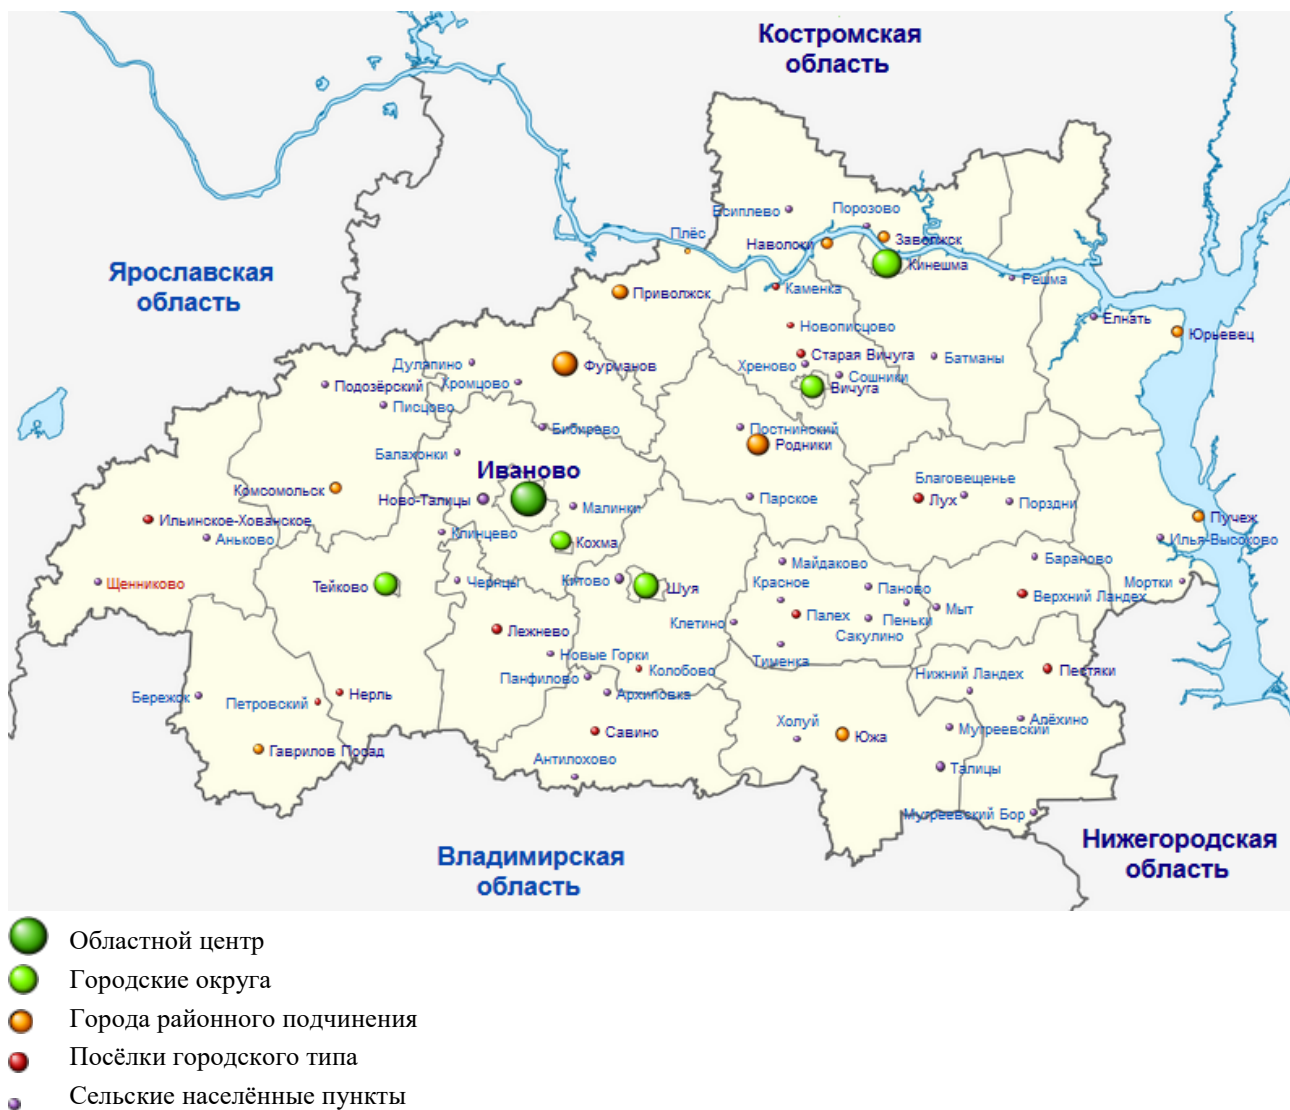 Костромская
область
Есиплево
Порозово
Плёс
Наволоки
Заволжск
Кинешма
Ярославская
область
Решма
Приволжск
Каменка
Ёлнать
Юрьевец
Новописцово
Старая Вичуга
Батманы
Дуляпино
Фурманов
Хреново
Сошники
Подозёрский
Хромцово
Вичуга
Писцово
Бибирево
Постнинский
Родники
Балахонки
Иваново
Благовещенье
Комсомольск
Ново-Талицы
Малинки
Парское
Лух
Порздни
Ильинское-Хованское
Пучеж
Аньково
Клинцево
Кохма
Илья-Высоково
Майдаково
Бараново
Щенниково
Тейково
Чернцы
Китово
Шуя
Красное
Паново
Мортки
Верхний Ландех
Палех
Пеньки
Мыт
Клетино
Сакулино
Лежнево
Новые Горки
Тименка
Колобово
Нижний Ландех
Пестяки
Панфилово
Бережок
Петровский
Нерль
Архиповка
Холуй
Алёхино
Мугреевский
Савино
Южа
Гаврилов Посад
Антилохово
Талицы
Мугреевский Бор
Владимирская
область
Нижегородская
область
Областной центр
Городские округа
Города районного подчинения
Посёлки городского типа
Сельские населённые пункты